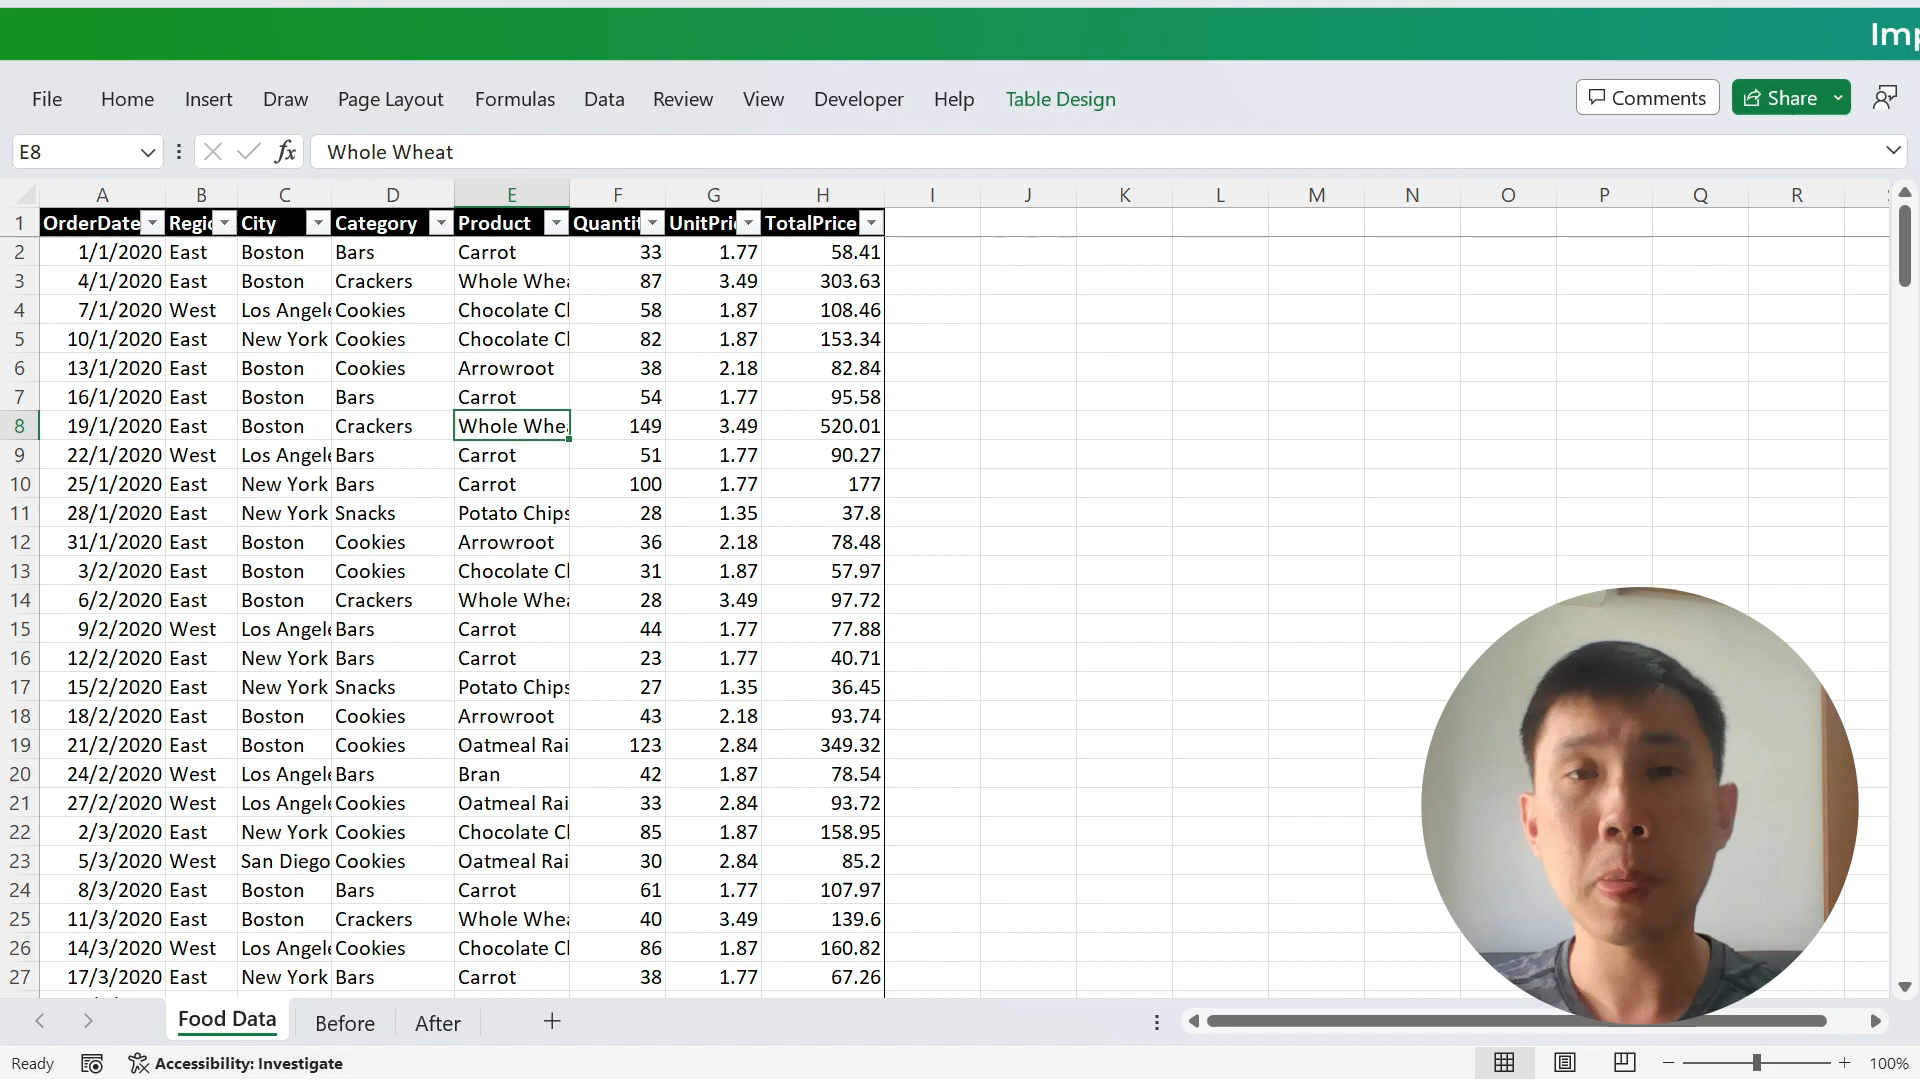 Imp
File Home Insert Draw Page Layout Formulas Data Review View Developer Help Table Design Comments Share
E8 fx Whole Wheat
A B C D E F G H I J K L M N O P Q R
1 OrderDate Regio City Category Product Quantit UnitPri TotalPrice
2 1/1/2020 East Boston Bars Carrot 33 1.77 58.41
3 4/1/2020 East Boston Crackers Whole Whea 87 3.49 303.63
4 7/1/2020 West Los Angele Cookies Chocolate Cl 58 1.87 108.46
5 10/1/2020 East New York Cookies Chocolate Cl 82 1.87 153.34
6 13/1/2020 East Boston Cookies Arrowroot 38 2.18 82.84
7 16/1/2020 East Boston Bars Carrot 54 1.77 95.58
8 19/1/2020 East Boston Crackers Whole Whea 149 3.49 520.01
9 22/1/2020 West Los Angele Bars Carrot 51 1.77 90.27
10 25/1/2020 East New York Bars Carrot 100 1.77 177
11 28/1/2020 East New York Snacks Potato Chips 28 1.35 37.8
12 31/1/2020 East Boston Cookies Arrowroot 36 2.18 78.48
13 3/2/2020 East Boston Cookies Chocolate Cl 31 1.87 57.97
14 6/2/2020 East Boston Crackers Whole Whea 28 3.49 97.72
15 9/2/2020 West Los Angele Bars Carrot 44 1.77 77.88
16 12/2/2020 East New York Bars Carrot 23 1.77 40.71
17 15/2/2020 East New York Snacks Potato Chips 27 1.35 36.45
18 18/2/2020 East Boston Cookies Arrowroot 43 2.18 93.74
19 21/2/2020 East Boston Cookies Oatmeal Rai 123 2.84 349.32
20 24/2/2020 West Los Angele Bars Bran 42 1.87 78.54
21 27/2/2020 West Los Angele Cookies Oatmeal Rai 33 2.84 93.72
22 2/3/2020 East New York Cookies Chocolate Cl 85 1.87 158.95
23 5/3/2020 West San Diego Cookies Oatmeal Rai 30 2.84 85.2
24 8/3/2020 East Boston Bars Carrot 61 1.77 107.97
25 11/3/2020 East Boston Crackers Whole Whea 40 3.49 139.6
26 14/3/2020 West Los Angele Cookies Chocolate Cl 86 1.87 160.82
27 17/3/2020 East New York Bars Carrot 38 1.77 67.26
Food Data Before After
Ready Accessibility: Investigate 100%